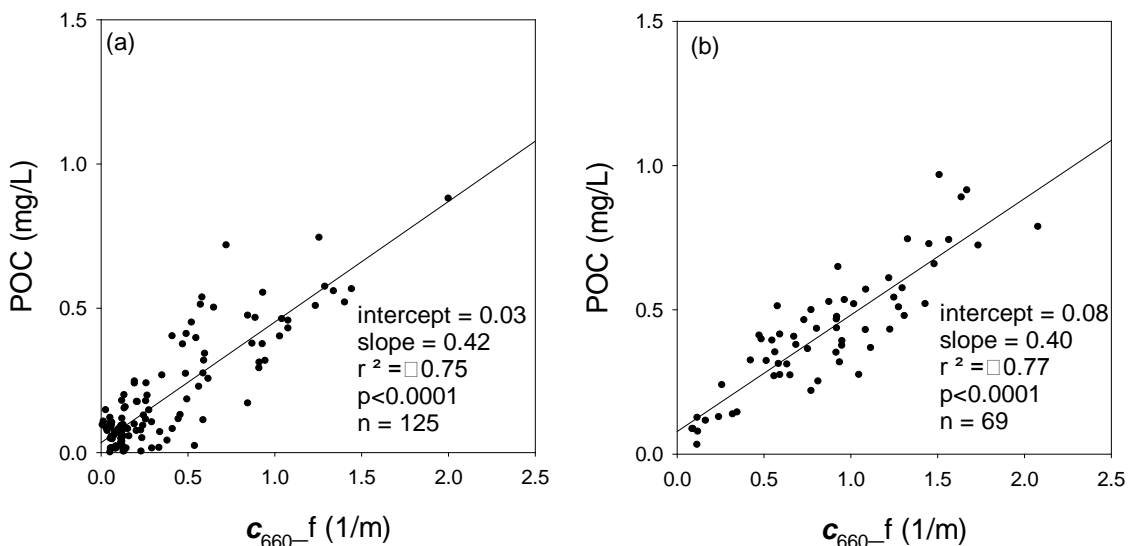 (a)
1.5
1.0
0.5
0.0
POC (mg/L)
intercept = 0.03
slope = 0.42
r ² = □0.75
p<0.0001
n = 125
0.0 0.5 1.0 1.5 2.0 2.5
c660_f (1/m)
(b)
1.5
1.0
0.5
0.0
POC (mg/L)
intercept = 0.08
slope = 0.40
r ² = □0.77
p<0.0001
n = 69
0.0 0.5 1.0 1.5 2.0 2.5
c660_f (1/m)